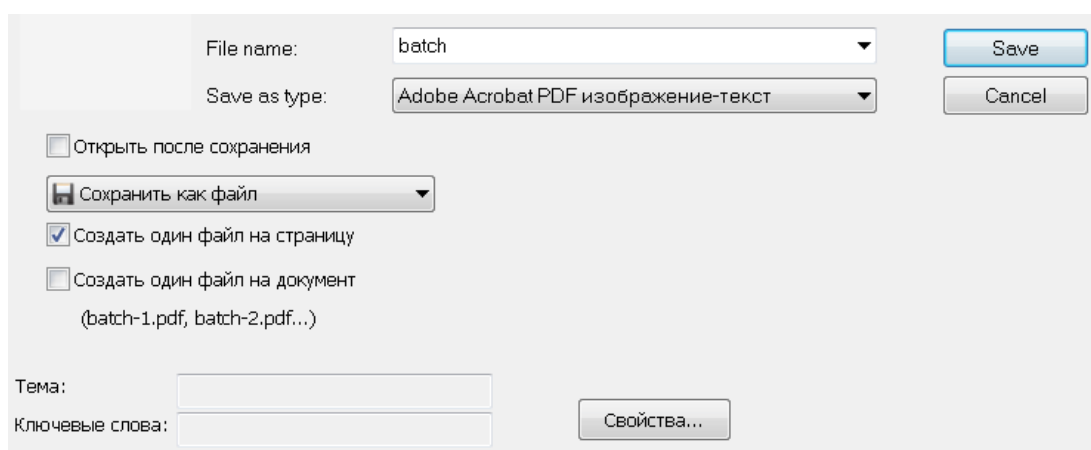 File name: batch Save
Save as type: Adobe Acrobat PDF изображение-текст Cancel
Открыть после сохранения
Сохранить как файл
Создать один файл на страницу
Создать один файл на документ
(batch-1.pdf, batch-2.pdf...)
Тема:
Ключевые слова: Свойства...